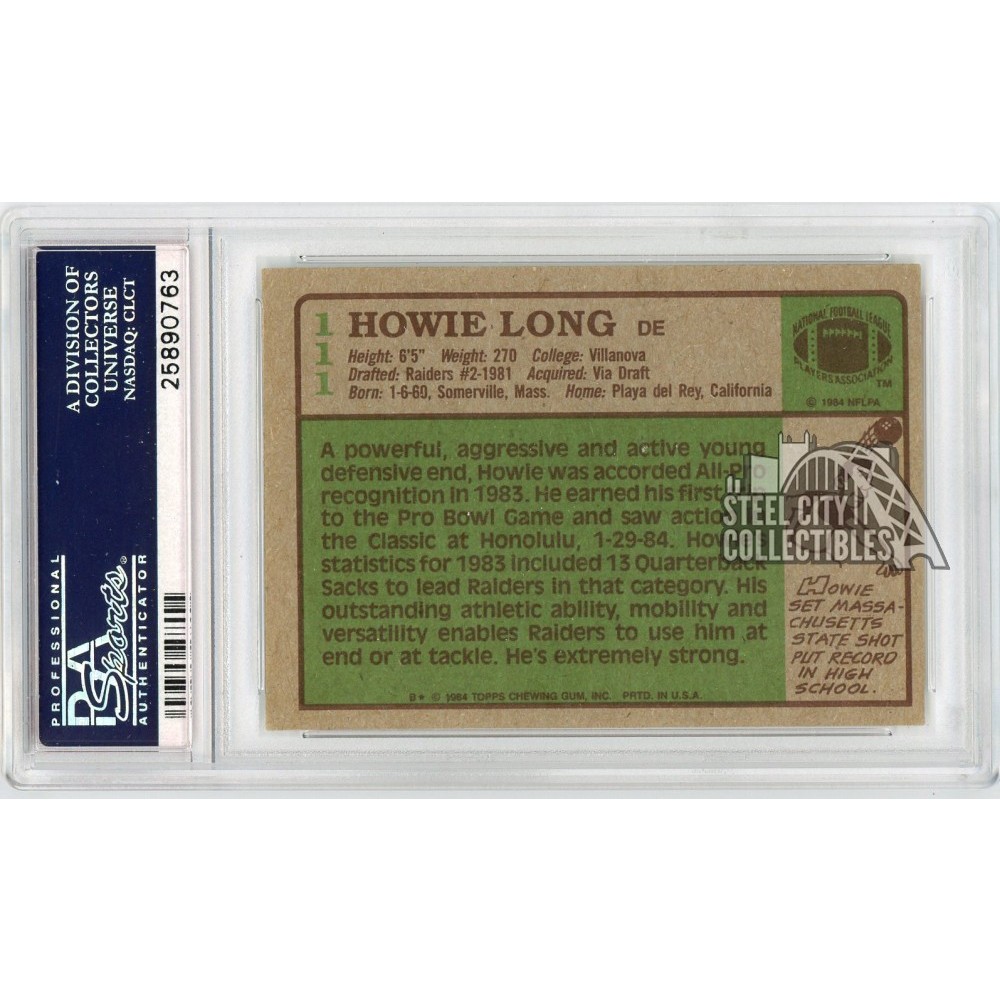 A DIVISION OF
COLLECTORS
UNIVERSE
NASDAQ: CLCT
25890763
PROFESSIONAL
PSA
Sports®
AUTHENTICATOR
111
HOWIE LONG DE
Height: 6'5" Weight: 270 College: Villanova
Drafted: Raiders #2-1981 Acquired: Via Draft
Born: 1-6-60, Somerville, Mass. Home: Playa del Rey, California
NATIONAL FOOTBALL LEAGUE
PLAYERS ASSOCIATION
TM
© 1984 NFLPA
A powerful, aggressive and active young
defensive end, Howie was accorded All-Pro
recognition in 1983. He earned his first
to the Pro Bowl Game and saw
the Classic at Honolulu, 1-29-84.
statistics for 1983 included 13 Quarterback
Sacks to lead Raiders in that category. His
outstanding athletic ability, mobility and
versatility enables Raiders to use him at
end or at tackle. He's extremely strong.
B* © 1984 TOPPS CHEWING GUM, INC. PRTD. IN U.S.A.
STEEL CITY
COLLECTIBLES
HOWIE
SET MASSA-
CHUSETTS
STATE SHOT
PUT RECORD
IN HIGH
SCHOOL.